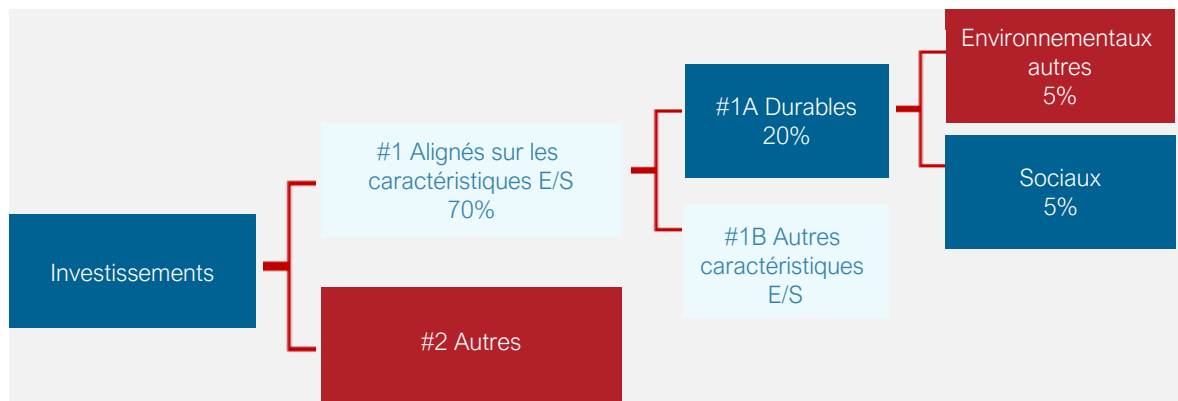 Investissements
#1 Alignés sur les
caractéristiques E/S
70%
#2 Autres
#1A Durables
20%
#1B Autres
caractéristiques
E/S
Environnementaux
autres
5%
Sociaux
5%